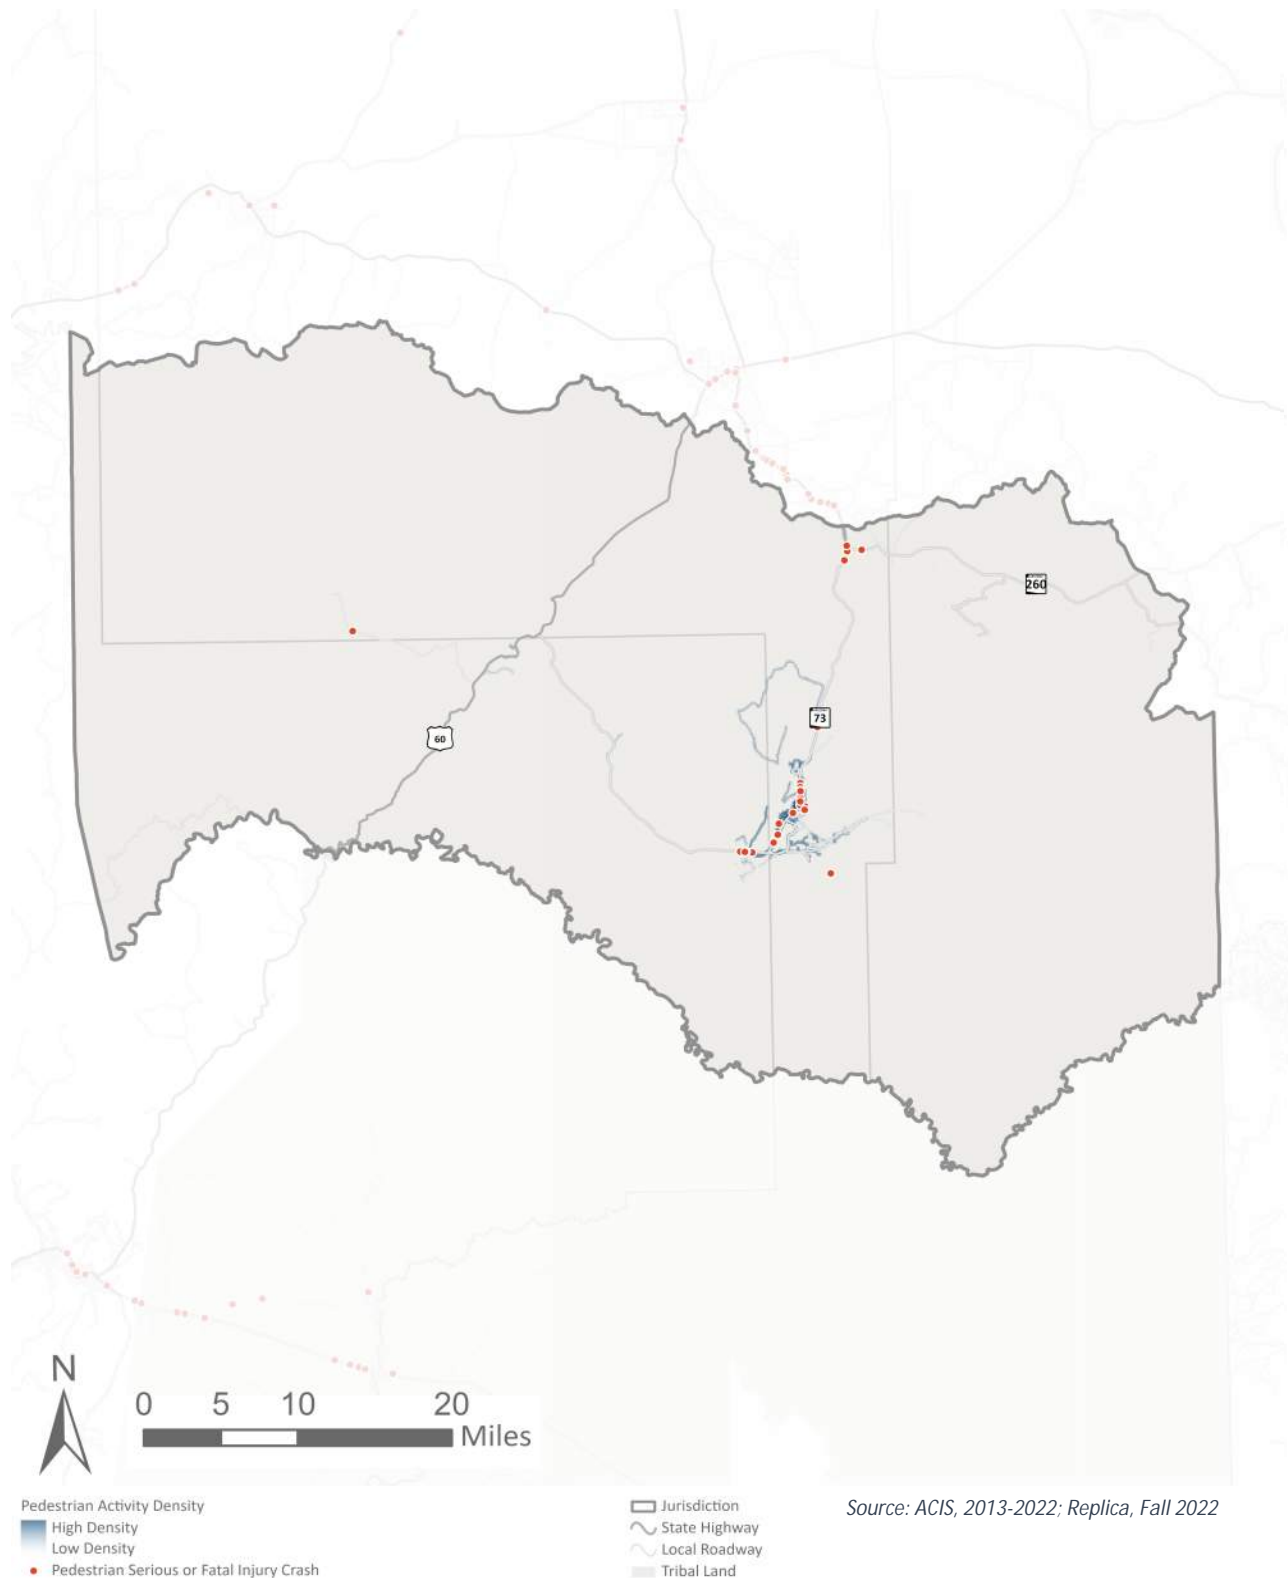 260
73
60
N
0 5 10 20
Miles
Pedestrian Activity Density
High Density
Low Density
Pedestrian Serious or Fatal Injury Crash
Jurisdiction
State Highway
Local Roadway
Tribal Land
Source: ACIS, 2013-2022; Replica, Fall 2022